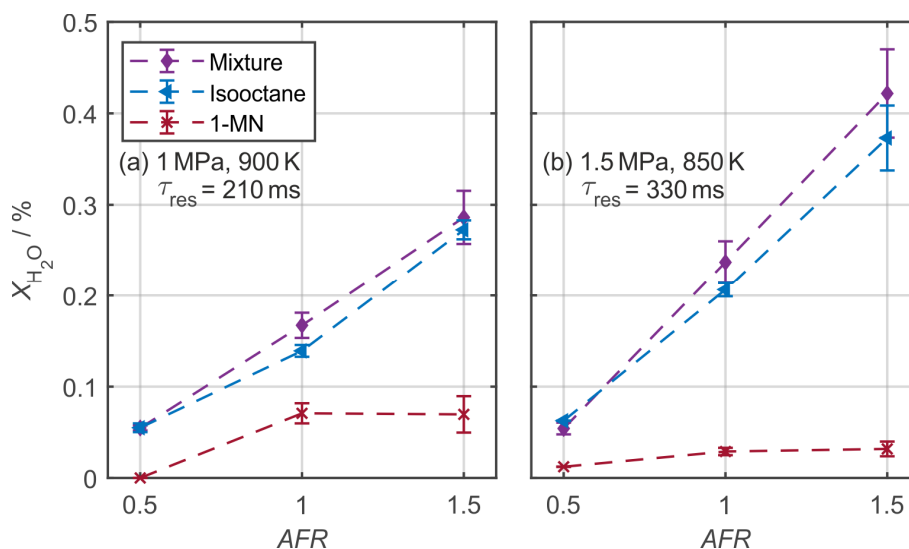 0.5
0.4
0.3
0.2
0.1
0
X_H₂O / %
Mixture
Isooctane
1-MN
(a) 1 MPa, 900 K
τ_res = 210 ms
(b) 1.5 MPa, 850 K
τ_res = 330 ms
0.5 1 1.5
0.5 1 1.5
AFR
AFR